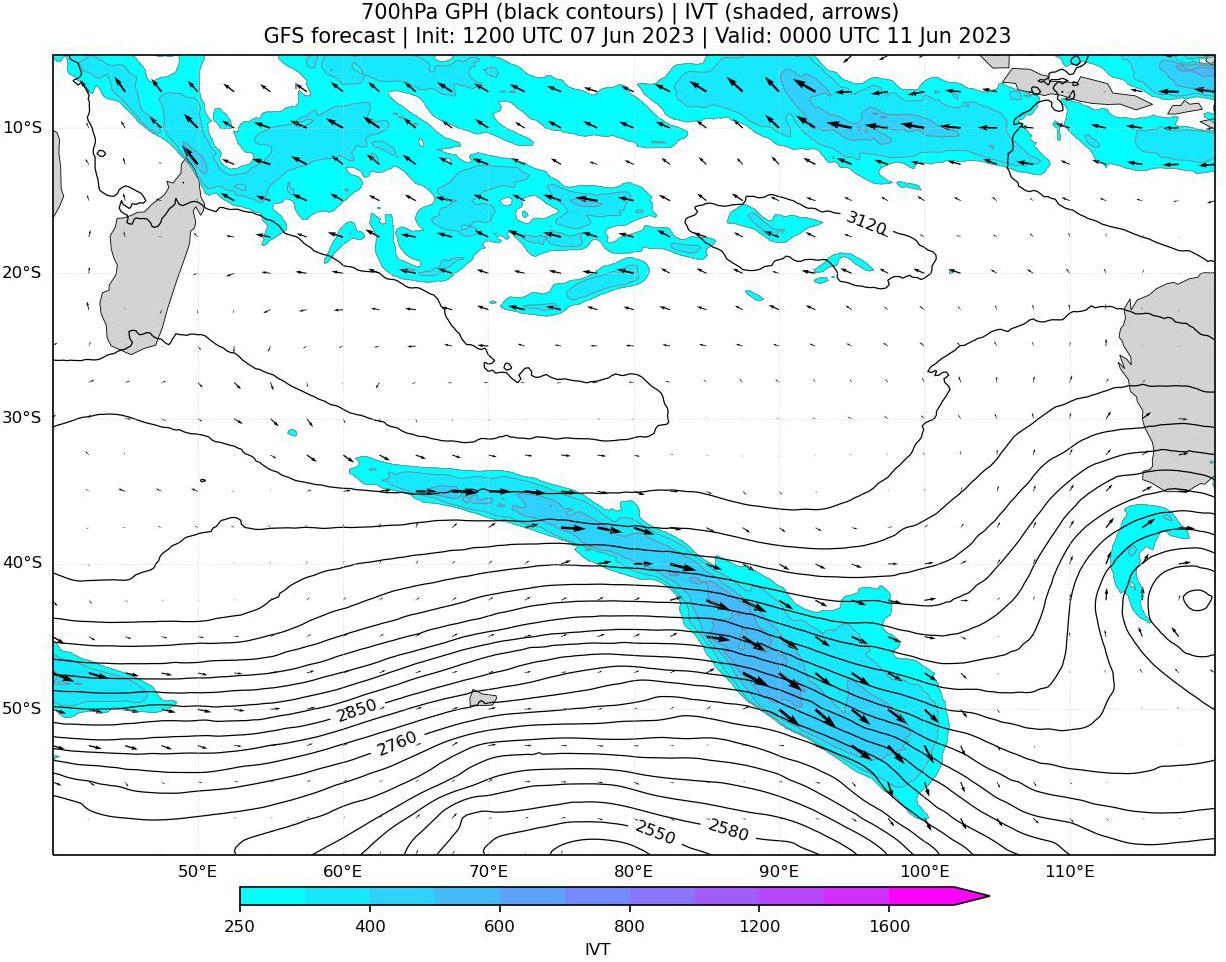 700hPa GPH (black contours) | IVT (shaded, arrows)
GFS forecast | Init: 1200 UTC 07 Jun 2023 | Valid: 0000 UTC 11 Jun 2023
10°S
3120
20°S
30°S
40°S
50°S
2850
2760
2550
2580
50°E
60°E
70°E
80°E
90°E
100°E
110°E
250
400
600
800
1200
1600
IVT